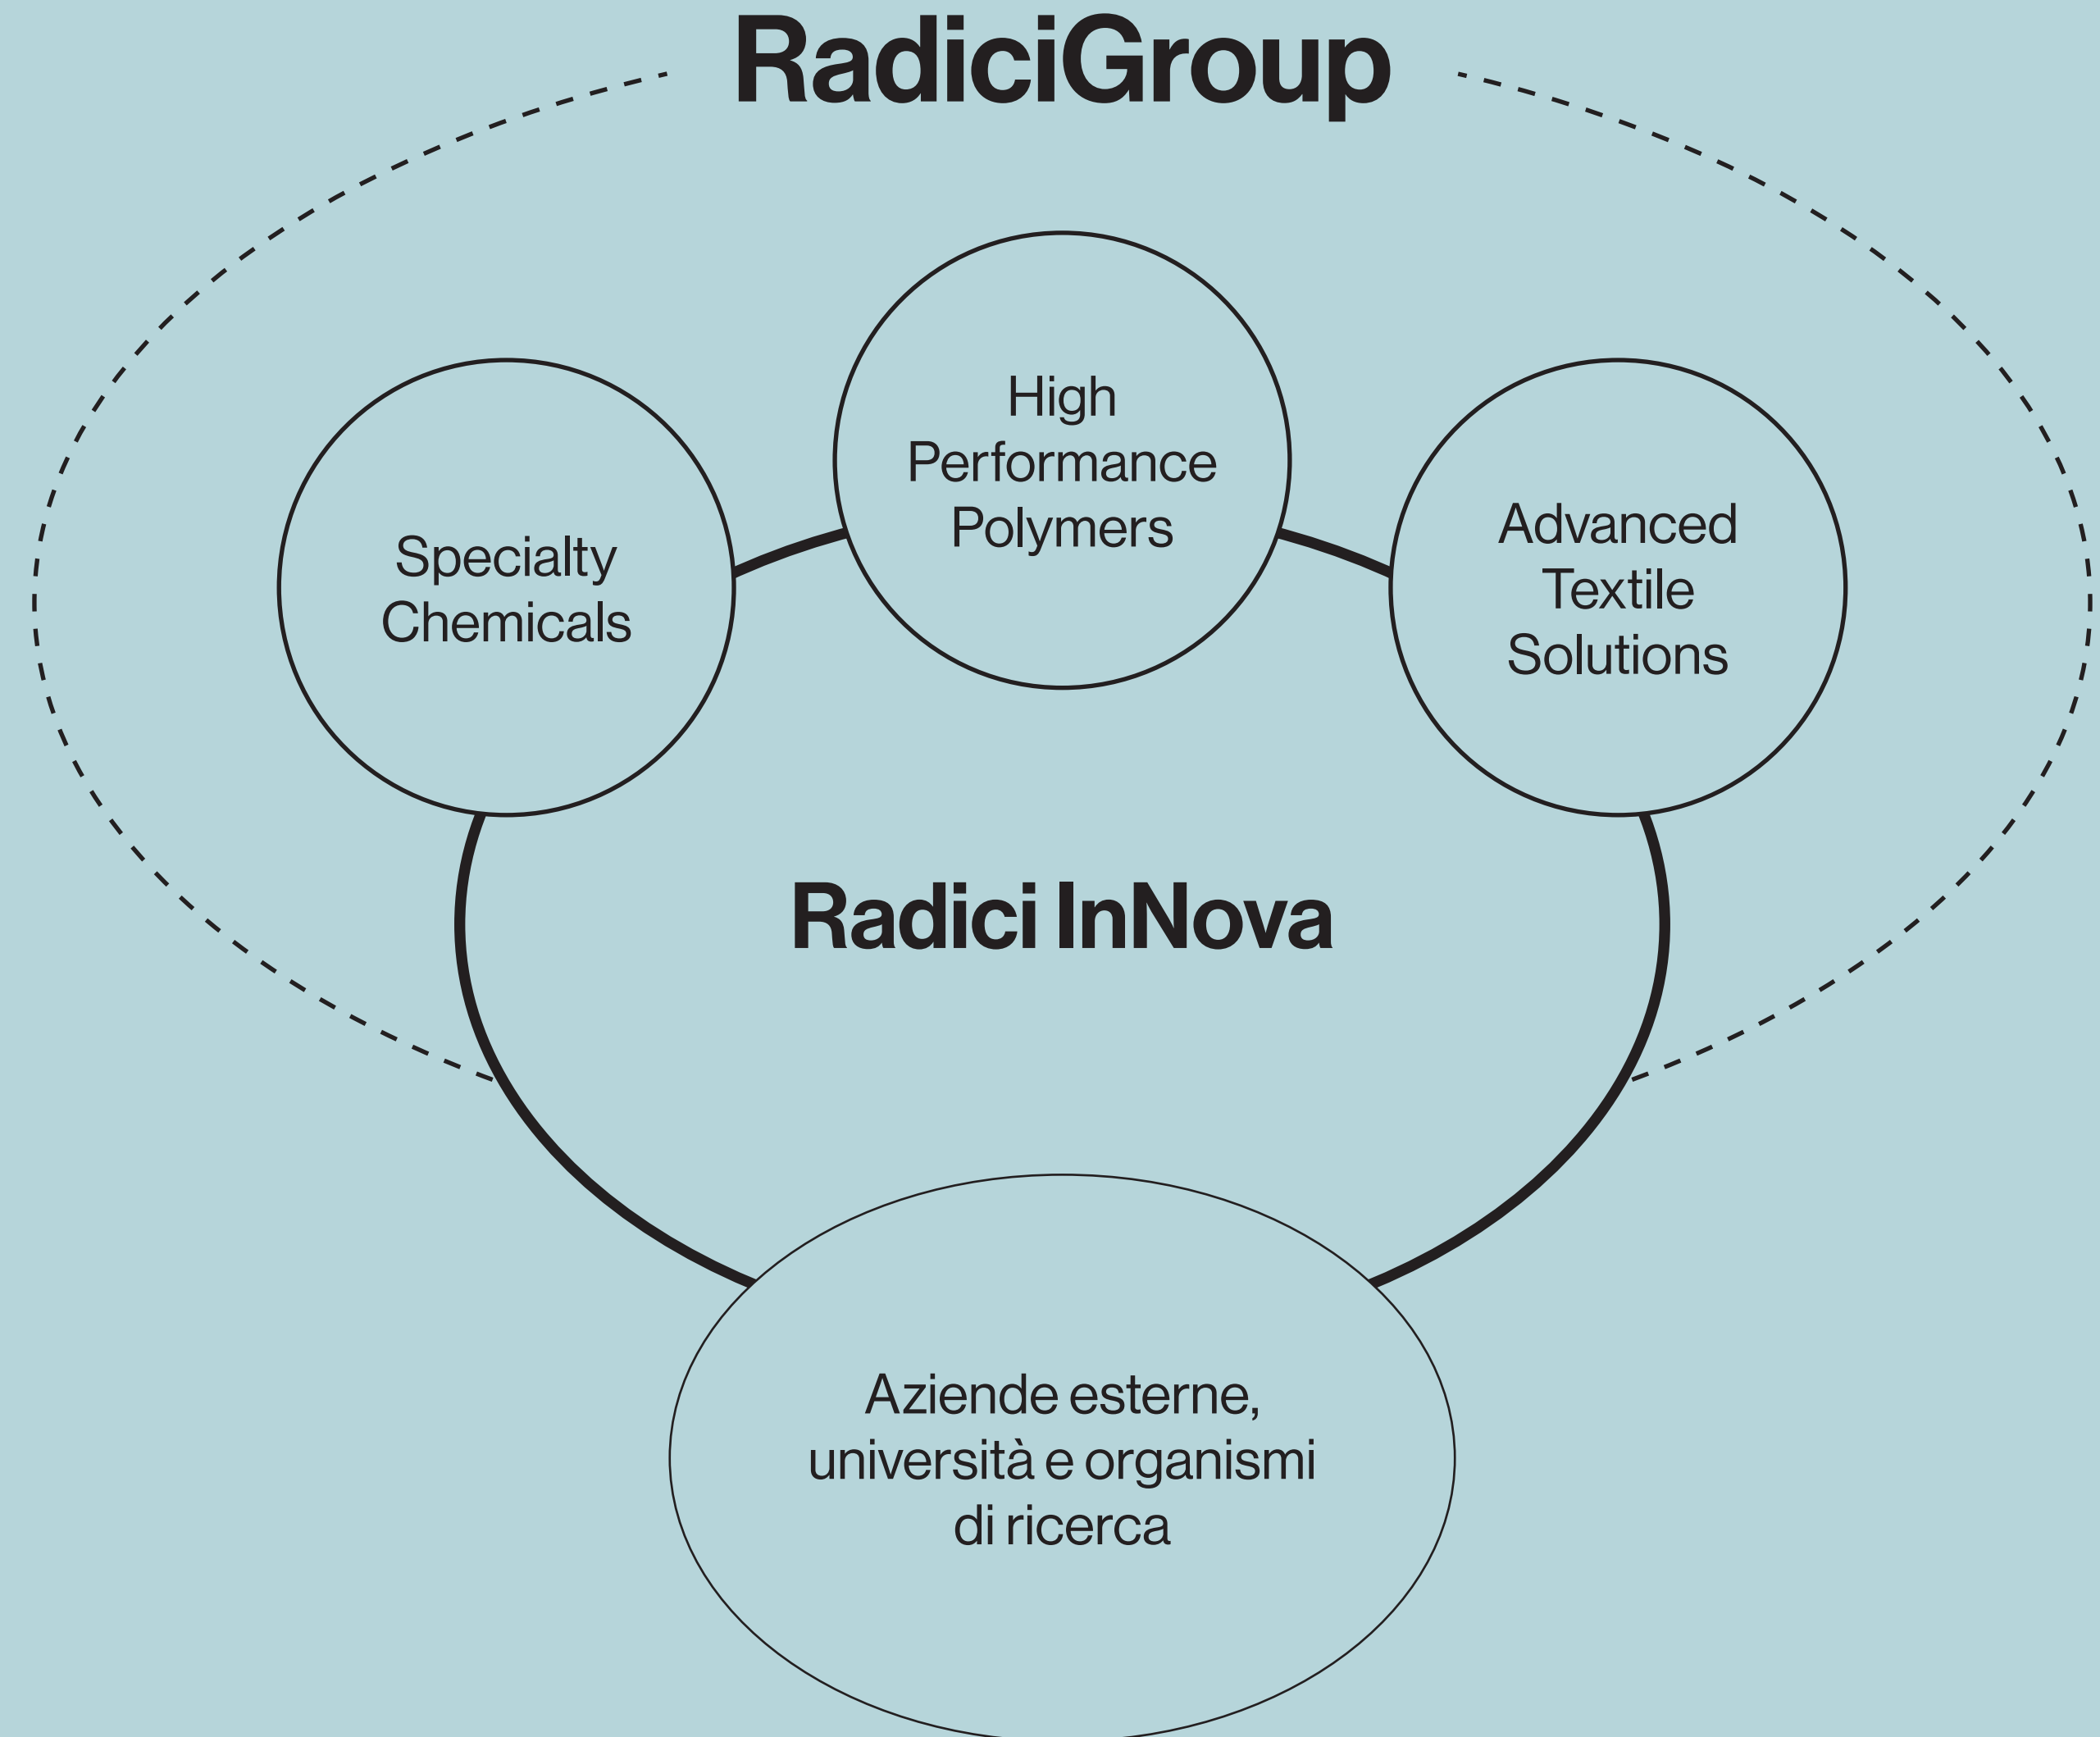 RadiciGroup
High
Performance
Polymers
Specialty
Chemicals
Advanced
Textile
Solutions
Radici InNova
Aziende esterne,
università e organismi
di ricerca